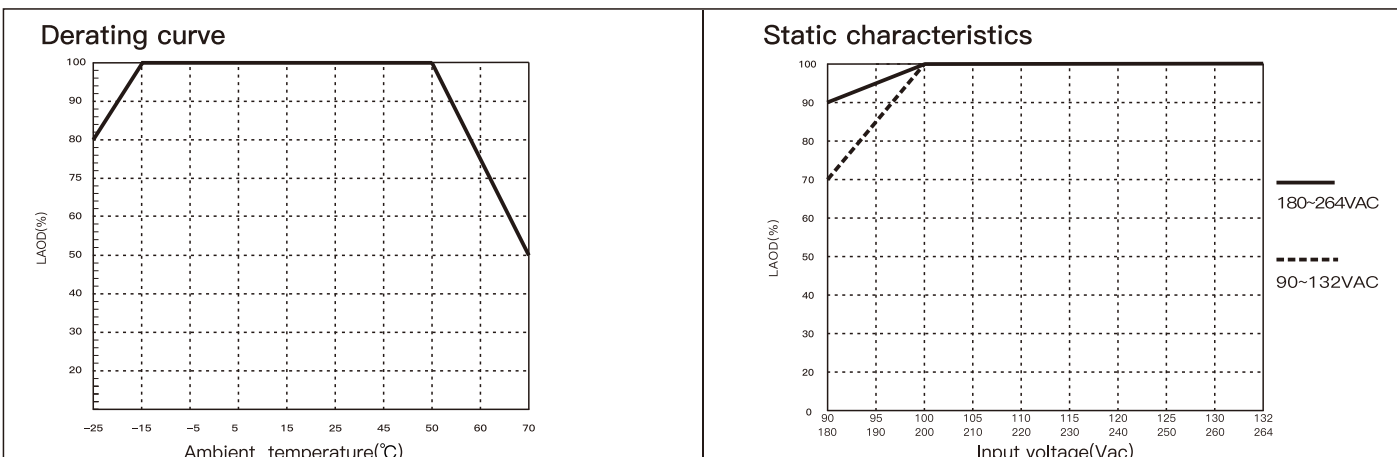 Derating curve
100
90
80
75
60
50
40
30
20
LAOD(%)
-25 -15 -5 5 15 25 45 50 60 70
Ambient temperature(℃)
Static characteristics
100
90
80
70
60
50
40
30
20
0
LAOD(%)
90 95 100 105 110 115 120 125 130 132
180 190 200 210 220 230 240 250 260 264
Input voltage(Vac)
180~264VAC
90~132VAC